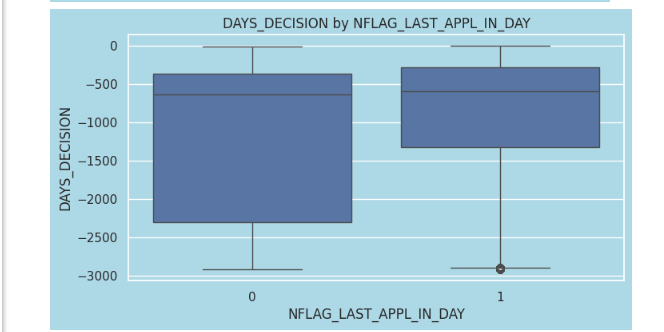 DAYS_DECISION by NFLAG_LAST_APPL_IN_DAY
0
−500
−1000
−1500
−2000
−2500
−3000
DAYS_DECISION
0 1
NFLAG_LAST_APPL_IN_DAY